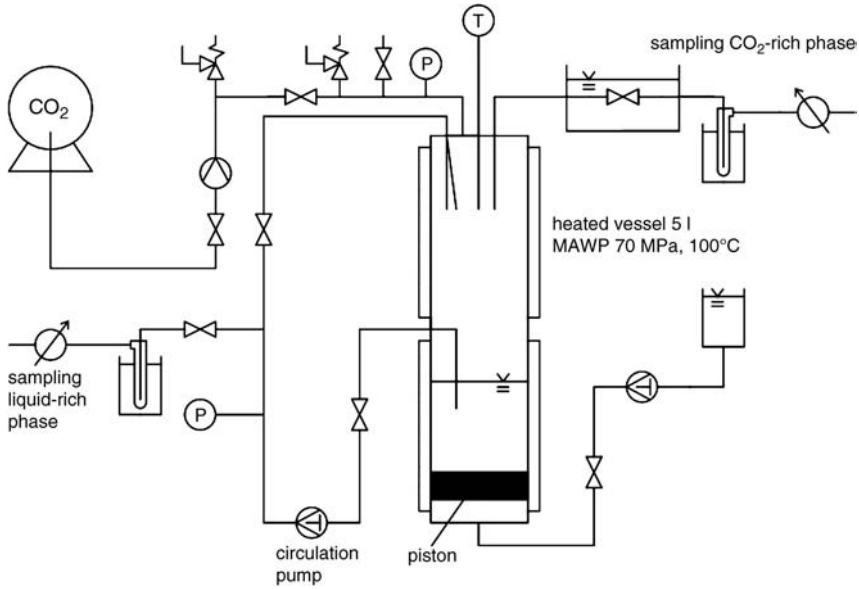 T
sampling CO₂-rich phase
P
CO₂
heated vessel 5 l
MAWP 70 MPa, 100°C
sampling
liquid-rich
phase
P
circulation
pump
piston